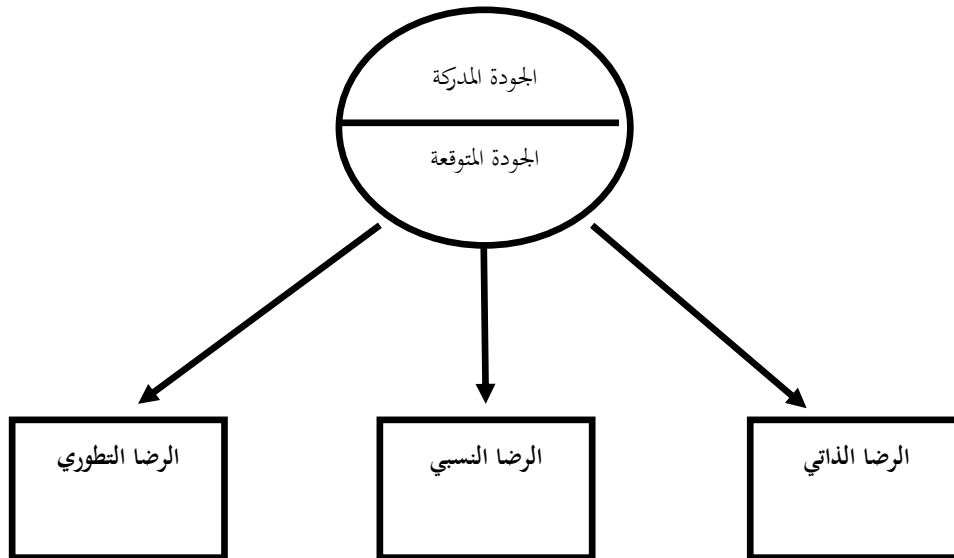 الجودة المدركة
الجودة المتوقعة
الرضا الذاتي
الرضا النسبي
الرضا التطوري